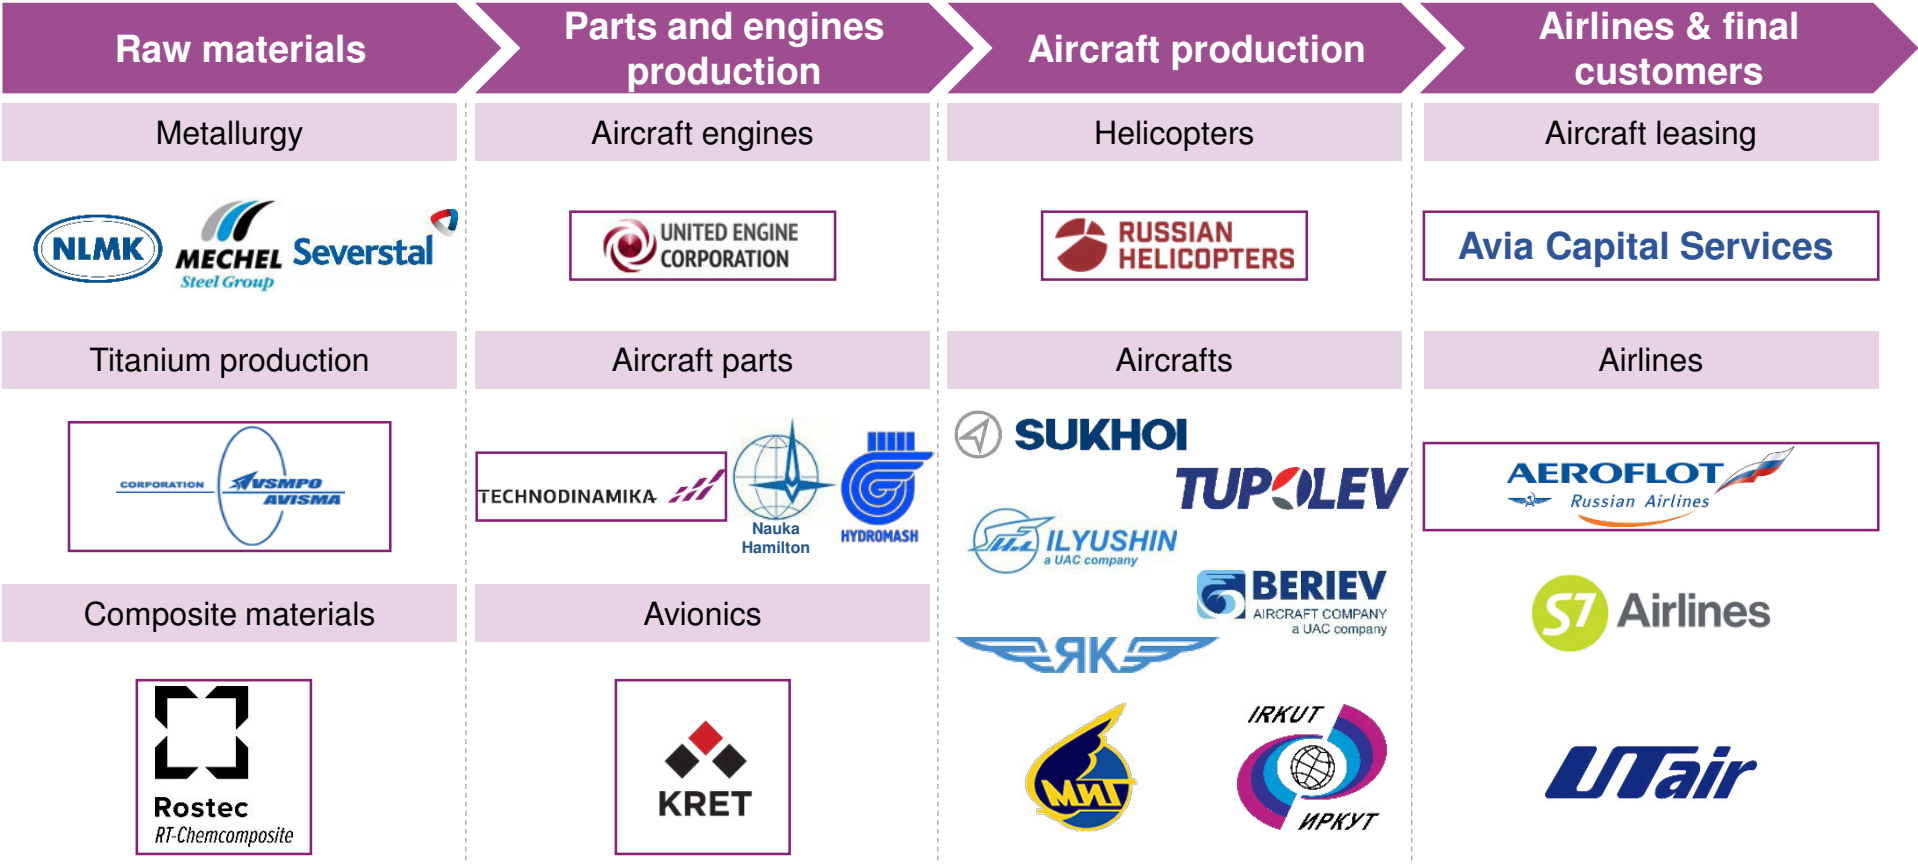 Raw materials
Parts and engines
production
Aircraft production
Airlines & final
customers
Metallurgy
Aircraft engines
Helicopters
Aircraft leasing
NLMK
MECHEL
Steel Group
Severstal
UNITED ENGINE
CORPORATION
RUSSIAN
HELICOPTERS
Avia Capital Services
Titanium production
Aircraft parts
Aircrafts
Airlines
CORPORATION
VSMPO
AVISMA
TECHNODINAMIKA
Nauka
Hamilton
HYDROMASH
SUKHOI
TUPOLEV
ILYUSHIN
a UAC company
BERIEV
AIRCRAFT COMPANY
a UAC company
ЯК
МиГ
IRKUT
ИРКУТ
AEROFLOT
Russian Airlines
S7 Airlines
UTair
Composite materials
Avionics
Rostec
RT-Chemcomposite
KRET